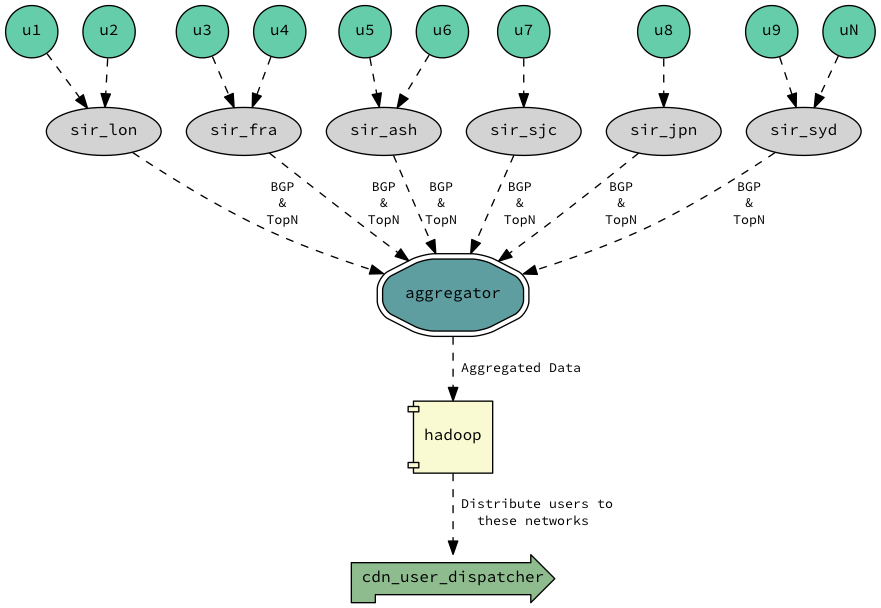 u1
u2
u3
u4
u5
u6
u7
u8
u9
uN
sir_lon
sir_fra
sir_ash
sir_sjc
sir_jpn
sir_syd
BGP
&
TopN
BGP
&
TopN
BGP
&
TopN
BGP
&
TopN
BGP
&
TopN
BGP
&
TopN
aggregator
Aggregated Data
hadoop
Distribute users to
these networks
cdn_user_dispatcher